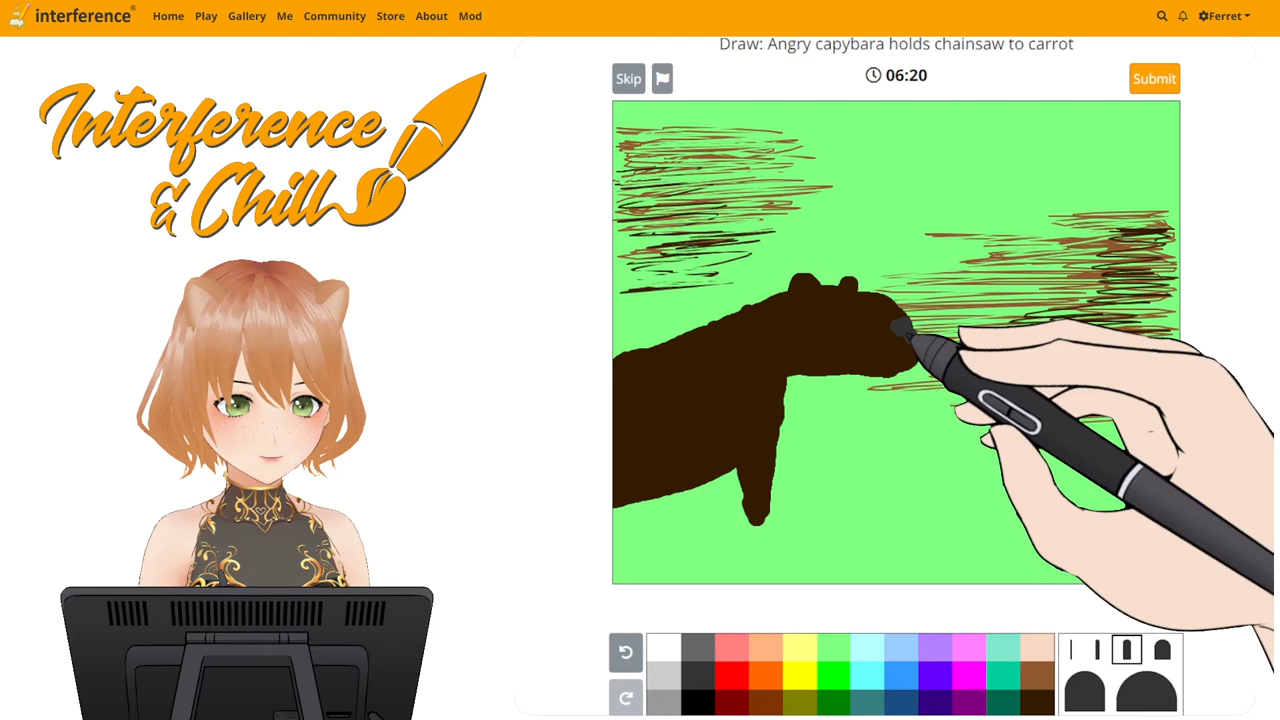 interference®
Home Play Gallery Me Community Store About Mod
Ferret
Interference
& Chill
Draw: Angry capybara holds chainsaw to carrot
Skip
06:20
Submit